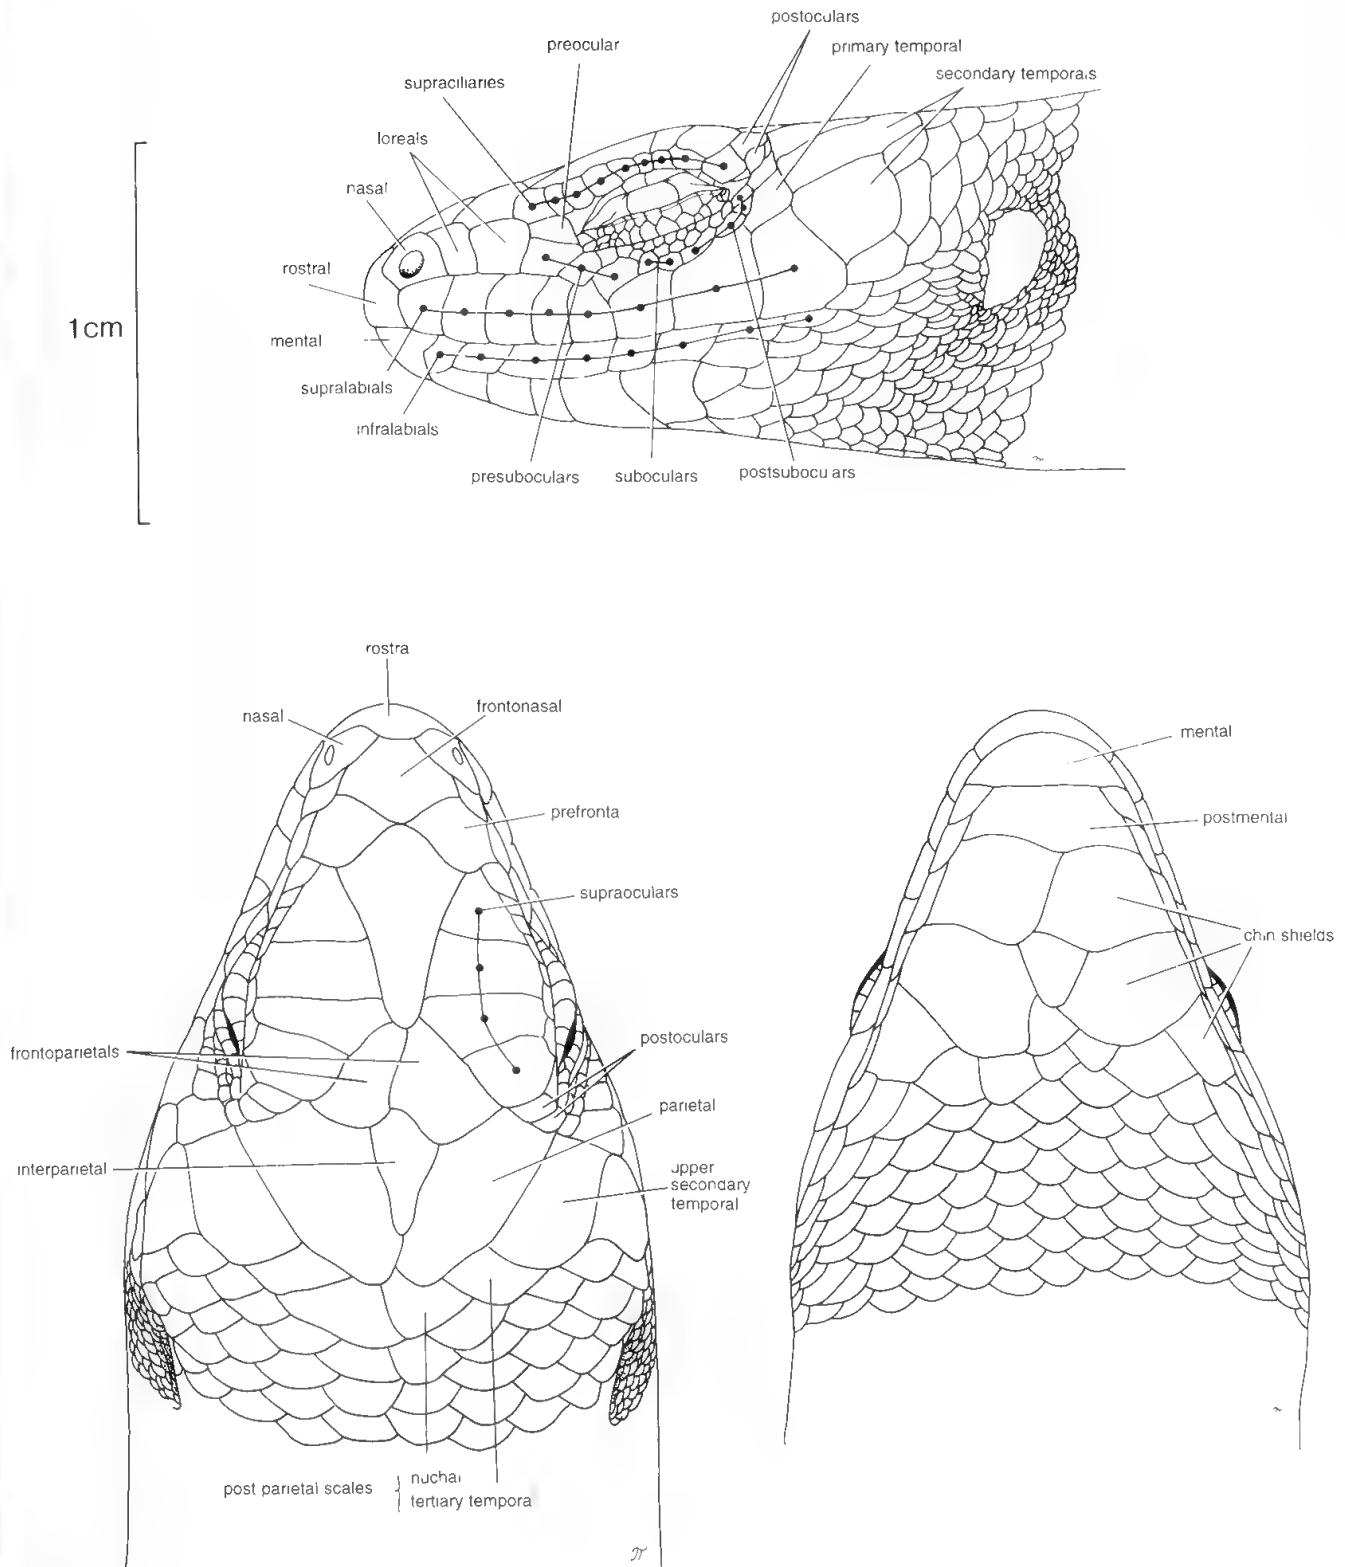 postoculars
preocular
primary temporal
secondary temporals
supraciliaries
loreals
nasal
rostral
1cm
mental
supralabials
infralabials
presuboculars
suboculars
postsubocu ars
rostra
nasal
frontonasal
mental
prefronta
postmental
supraoculars
chin shields
frontoparietals
postoculars
parietal
interparietal
upper
secondary
temporal
post parietal scales
nuchal
tertiary tempora